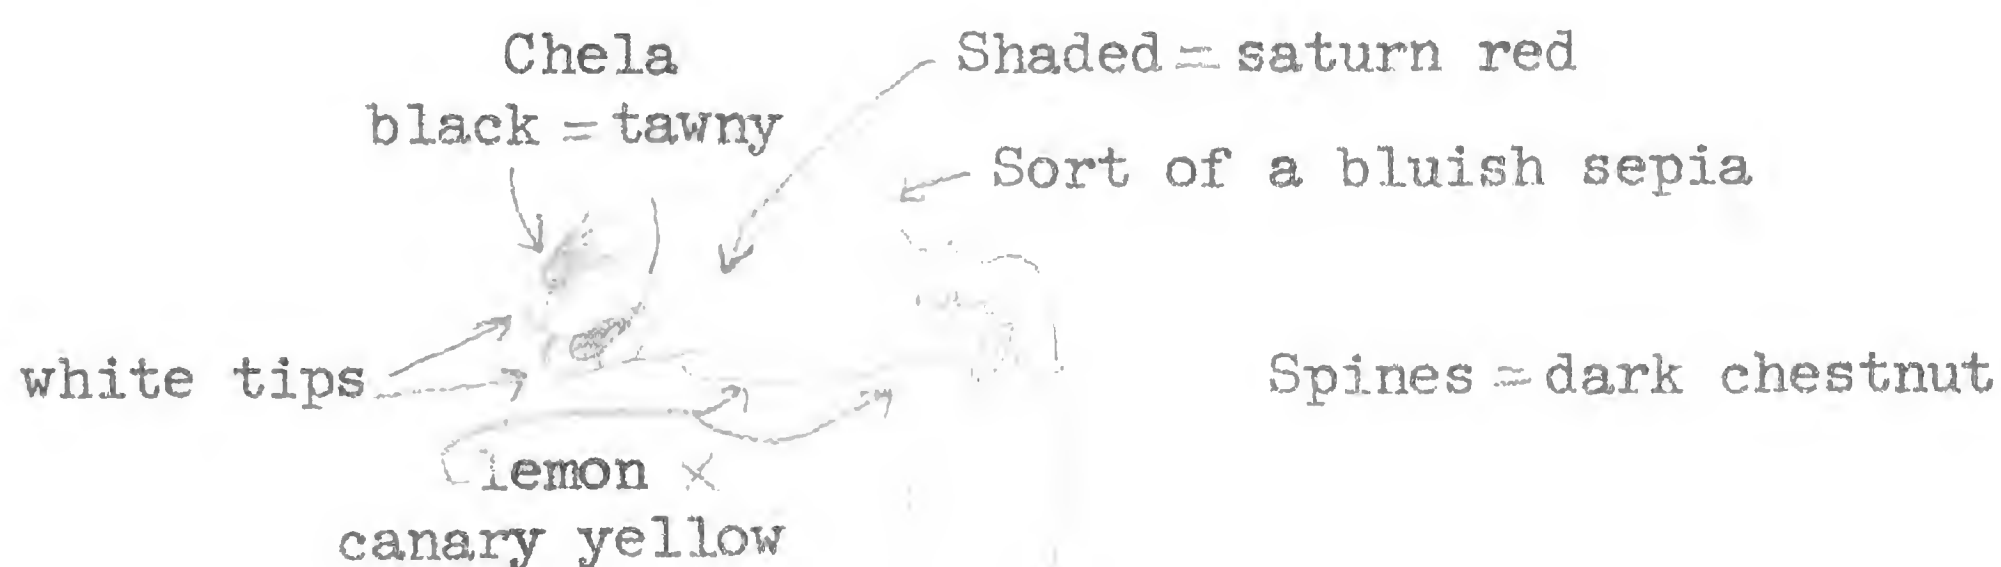 Chela
black = tawny
Shaded = saturn red
Sort of a bluish sepia
white tips
Spines = dark chestnut
lemon ×
canary yellow